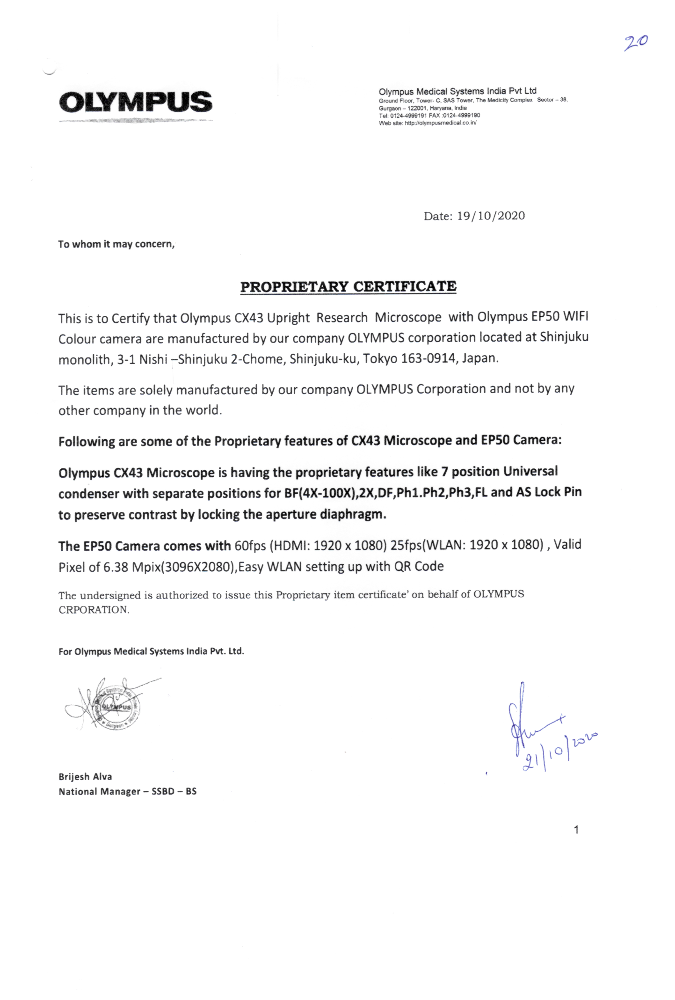 20
OLYMPUS
Olympus Medical Systems India Pvt Ltd
Ground Floor, Tower- C, SAS Tower, The Medicity Complex Sector – 38,
Gurgaon – 122001, Haryana, India
Tel: 0124-4999191 FAX :0124-4999190
Web site: http://olympusmedical.co.in/
Date: 19/10/2020
To whom it may concern,
PROPRIETARY CERTIFICATE
This is to Certify that Olympus CX43 Upright Research Microscope with Olympus EP50 WIFI
Colour camera are manufactured by our company OLYMPUS corporation located at Shinjuku
monolith, 3-1 Nishi –Shinjuku 2-Chome, Shinjuku-ku, Tokyo 163-0914, Japan.
The items are solely manufactured by our company OLYMPUS Corporation and not by any
other company in the world.
Following are some of the Proprietary features of CX43 Microscope and EP50 Camera:
Olympus CX43 Microscope is having the proprietary features like 7 position Universal
condenser with separate positions for BF(4X-100X),2X,DF,Ph1.Ph2,Ph3,FL and AS Lock Pin
to preserve contrast by locking the aperture diaphragm.
The EP50 Camera comes with 60fps (HDMI: 1920 x 1080) 25fps(WLAN: 1920 x 1080) , Valid
Pixel of 6.38 Mpix(3096X2080),Easy WLAN setting up with QR Code
The undersigned is authorized to issue this Proprietary item certificate’ on behalf of OLYMPUS
CRPORATION.
For Olympus Medical Systems India Pvt. Ltd.
OLYMPUS
Gurgaon
21/10/2020
Brijesh Alva
National Manager – SSBD – BS
1